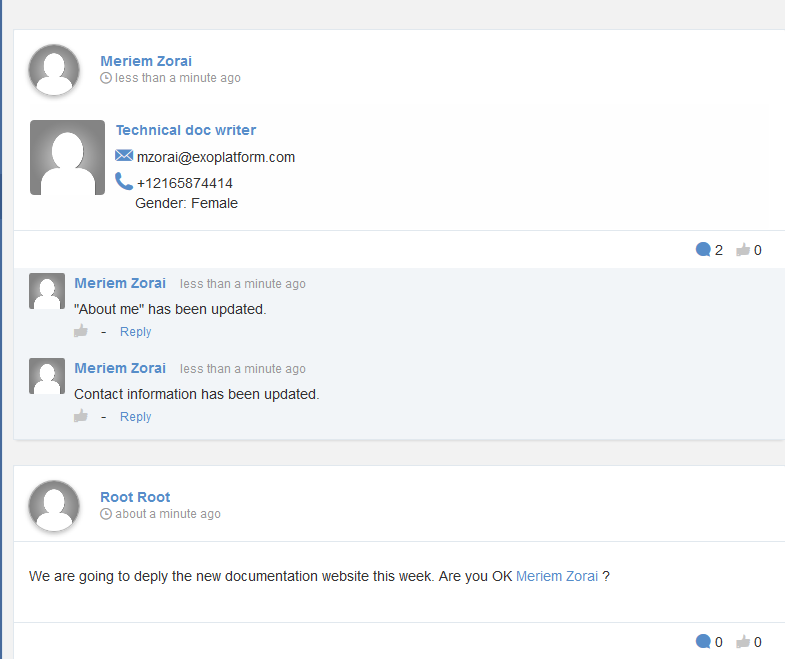 Meriem Zorai
less than a minute ago
Technical doc writer
mzorai@exoplatform.com
+12165874414
Gender: Female
2 0
Meriem Zorai less than a minute ago
"About me" has been updated.
- Reply
Meriem Zorai less than a minute ago
Contact information has been updated.
- Reply
Root Root
about a minute ago
We are going to deply the new documentation website this week. Are you OK Meriem Zorai ?
0 0